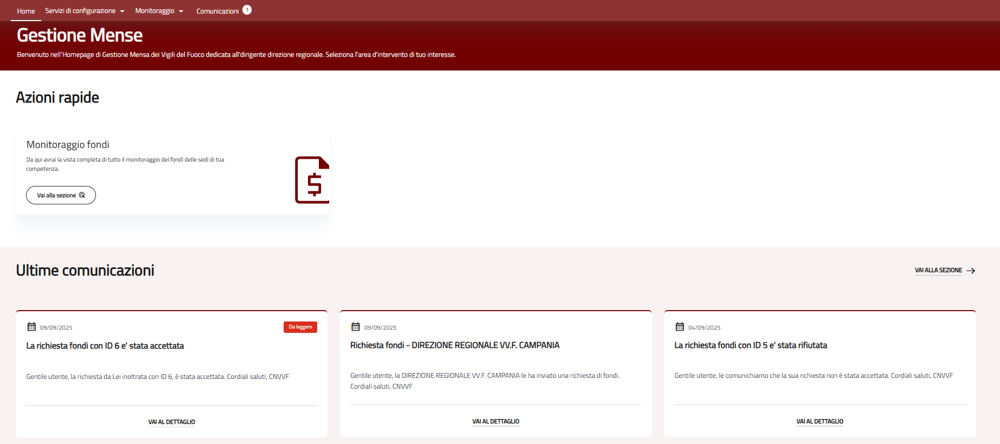 Home Servizi di configurazione Monitoraggio Comunicazioni 1
Gestione Mense
Benvenuto nell'Homepage di Gestione Mensa dei Vigili del Fuoco dedicata all'dirigente direzione regionale. Seleziona l'area d'intervento di tuo interesse.
Azioni rapide
Monitoraggio fondi
Da qui avrai la vista completa di tutto il monitoraggio dei fondi delle sedi di tua
competenza.
Vai alla sezione
Ultime comunicazioni
VAI ALLA SEZIONE
09/09/2025
Da leggere
La richiesta fondi con ID 6 e' stata accettata
Gentile utente, la richiesta da Lei inoltrata con ID 6, è stata accettata. Cordiali saluti, CNVVF
VAI AL DETTAGLIO
09/09/2025
Richiesta fondi - DIREZIONE REGIONALE VV.F. CAMPANIA
Gentile utente, la DIREZIONE REGIONALE VV.F. CAMPANIA le ha inviato una richiesta di fondi.
Cordiali saluti, CNVVF
VAI AL DETTAGLIO
04/09/2025
La richiesta fondi con ID 5 e' stata rifiutata
Gentile utente, le comunichiamo che la sua richiesta non è stata accettata. Cordiali saluti, CNVVF
VAI AL DETTAGLIO